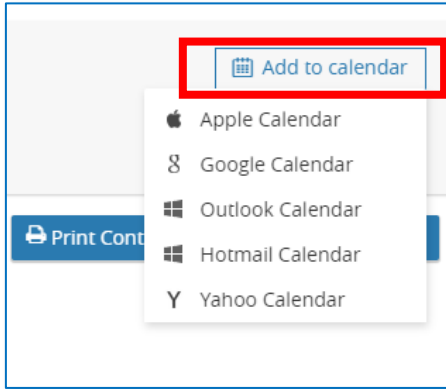 Add to calendar
Apple Calendar
Google Calendar
Outlook Calendar
Print Cont
Hotmail Calendar
Yahoo Calendar